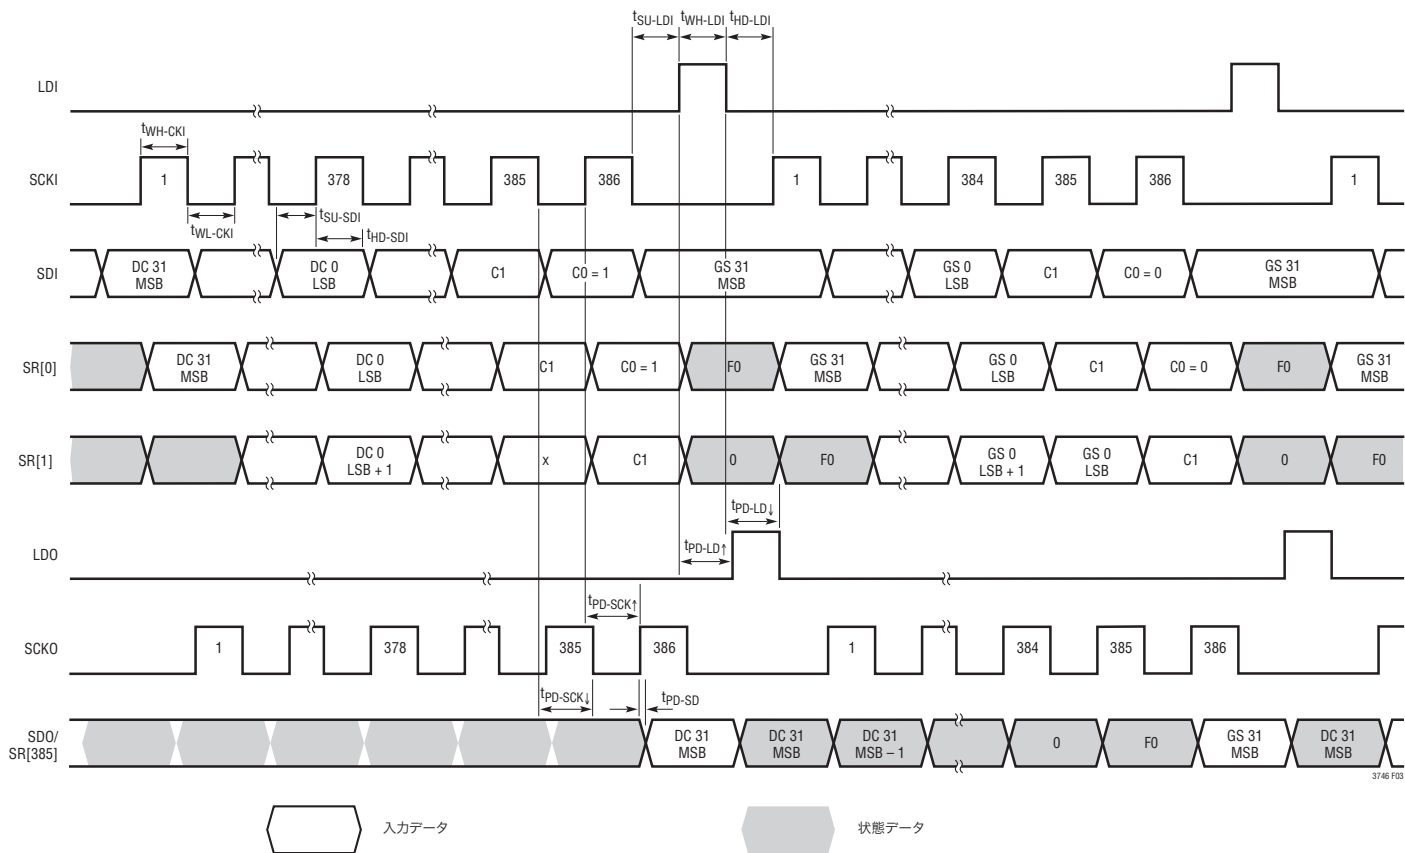 tSU-LDI tWH-LDI tHD-LDI
LDI
tWH-CKI
SCKI 1 378 385 386 1 384 385 386 1
tWL-CKI tSU-SDI tHD-SDI
SDI
DC 31 MSB
DC 0 LSB
C1
C0 = 1
GS 31 MSB
GS 0 LSB
C1
C0 = 0
GS 31 MSB
SR[0]
DC 31 MSB
DC 0 LSB
C1
C0 = 1
F0
GS 31 MSB
GS 0 LSB
C1
C0 = 0
F0
GS 31 MSB
SR[1]
DC 0 LSB + 1
x
C1
0
F0
GS 0 LSB + 1
GS 0 LSB
C1
0
F0
tPD-LD↓
LDO
tPD-LD↑
tPD-SCK↑
SCKO 1 378 385 386 1 384 385 386
tPD-SCK↓ tPD-SD
SDO/
SR[385]
DC 31 MSB
DC 31 MSB
DC 31 MSB – 1
0
F0
GS 31 MSB
DC 31 MSB
3746 F03
入力データ
状態データ